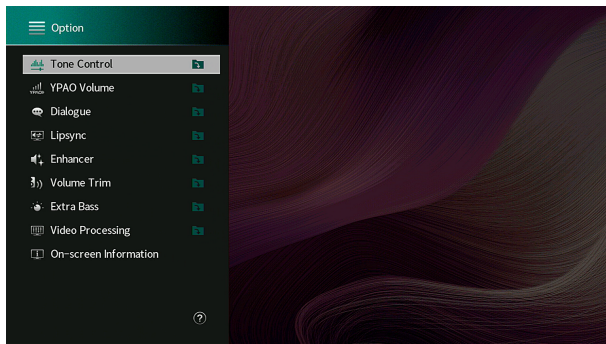 Option
Tone Control
YPAO Volume
Dialogue
Lipsync
Enhancer
Volume Trim
Extra Bass
Video Processing
On-screen Information
?